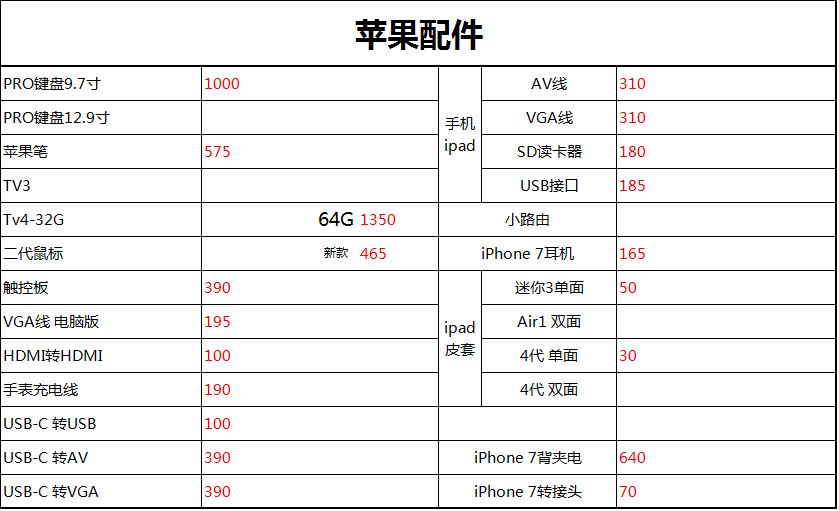 苹果配件
PRO键盘9.7寸 1000 手机 ipad AV线 310
PRO键盘12.9寸 VGA线 310
苹果笔 575 SD读卡器 180
TV3 USB接口 185
Tv4-32G 64G 1350 小路由
二代鼠标 新款 465 iPhone 7耳机 165
触控板 390 ipad 皮套 迷你3单面 50
VGA线 电脑版 195 Air1 双面
HDMI转HDMI 100 4代 单面 30
手表充电线 190 4代 双面
USB-C 转USB 100
USB-C 转AV 390 iPhone 7背夹电 640
USB-C 转VGA 390 iPhone 7转接头 70